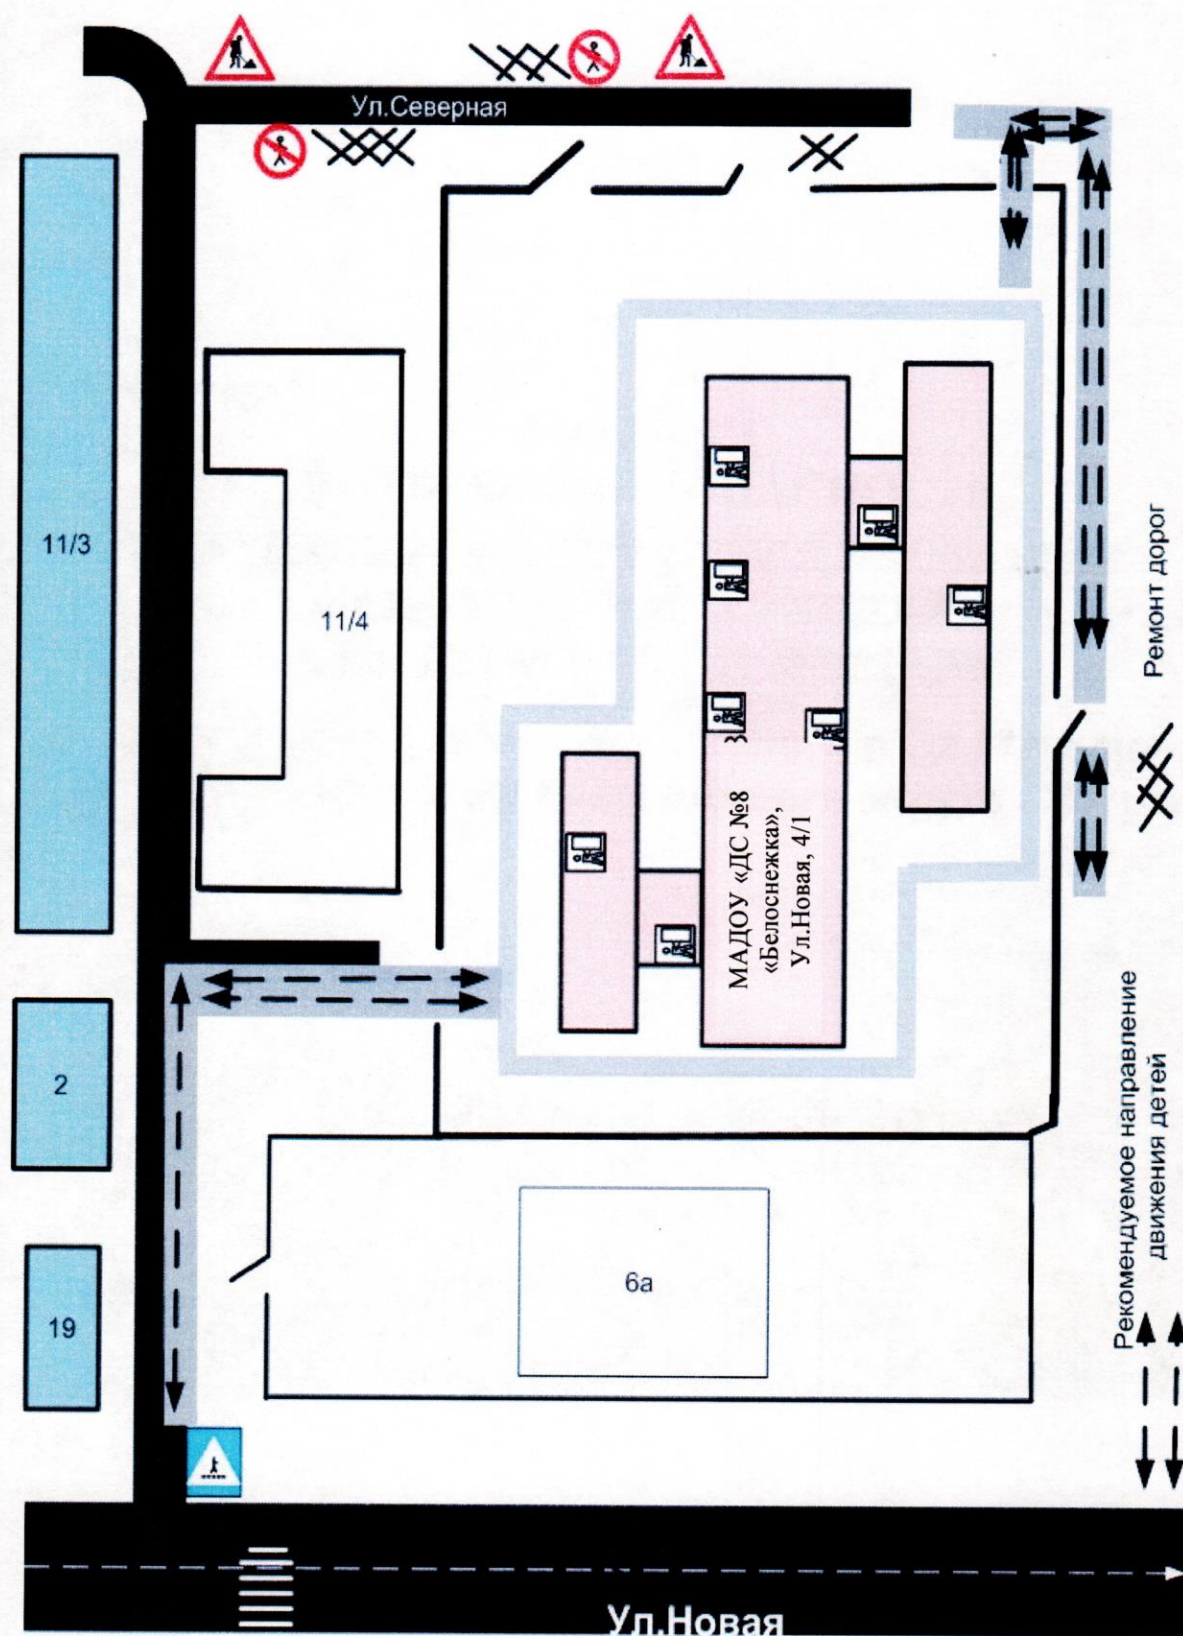 Ул.Северная
11/3
11/4
Ремонт дорог
МАДОУ «ДС №8
«Белоснежка»,
Ул.Новая, 4/1
2
Рекомендуемое направление
движения детей
19
6а
Ул.Новая